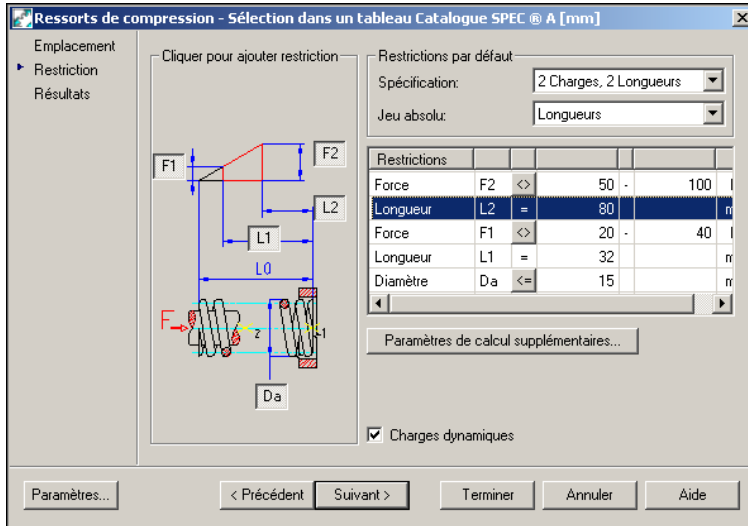 Ressorts de compression - Sélection dans un tableau Catalogue SPEC ® A [mm]
Emplacement
Restriction
Résultats
Cliquer pour ajouter restriction
F1
F2
L2
L1
L0
F
z
1
Da
Restrictions par défaut
Spécification: 2 Charges, 2 Longueurs
Jeu absolu: Longueurs
Restrictions
Force F2 <> 50 - 100
Longueur L2 = 80
Force F1 <> 20 - 40
Longueur L1 = 32
Diamètre Da <= 15
Paramètres de calcul supplémentaires...
Charges dynamiques
Paramètres... < Précédent Suivant > Terminer Annuler Aide